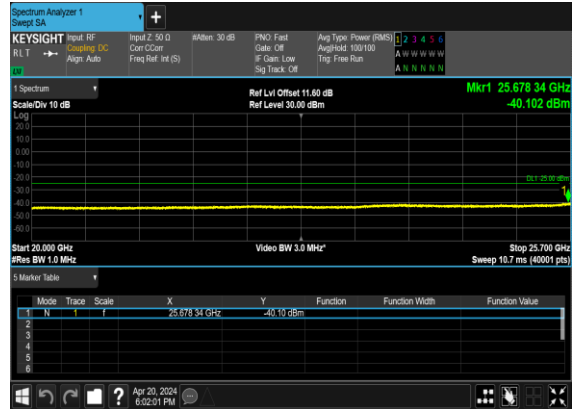 Spectrum Analyzer 1
Swept SA
+
KEYSIGHT Input: RF Input Z: 50 Ω #Atten: 30 dB PNO: Fast Avg Type: Power (RMS) 1 2 3 4 5 6
RLT Coupling: DC Corr CCorr Gate: Off Avg|Hold: 100/100 A W W W W W
Align: Auto Freq Ref: Int (S) IF Gain: Low Trig: Free Run
Sig Track: Off A N N N N N
1 Spectrum Ref Lvl Offset 11.60 dB Mkr1 25.678 34 GHz
Scale/Div 10 dB Ref Level 30.00 dBm -40.102 dBm
Log
20.0
10.0
0.00
-10.0
-20.0
DL1 -25.00 dBm
-30.0
1
-40.0
-50.0
-60.0
Start 20.000 GHz Video BW 3.0 MHz* Stop 25.700 GHz
#Res BW 1.0 MHz Sweep 10.7 ms (40001 pts)
5 Marker Table
Mode Trace Scale X Y Function Function Width Function Value
1 N 1 f 25.678 34 GHz -40.10 dBm
2
3
4
5
6
? Apr 20, 2024
6:02:01 PM